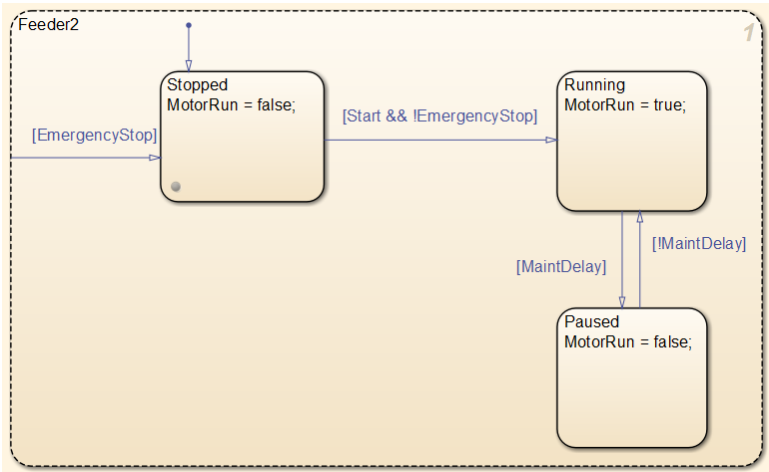 Feeder2
1
Stopped
MotorRun = false;
[EmergencyStop]
[Start && !EmergencyStop]
Running
MotorRun = true;
[MaintDelay]
[!MaintDelay]
Paused
MotorRun = false;